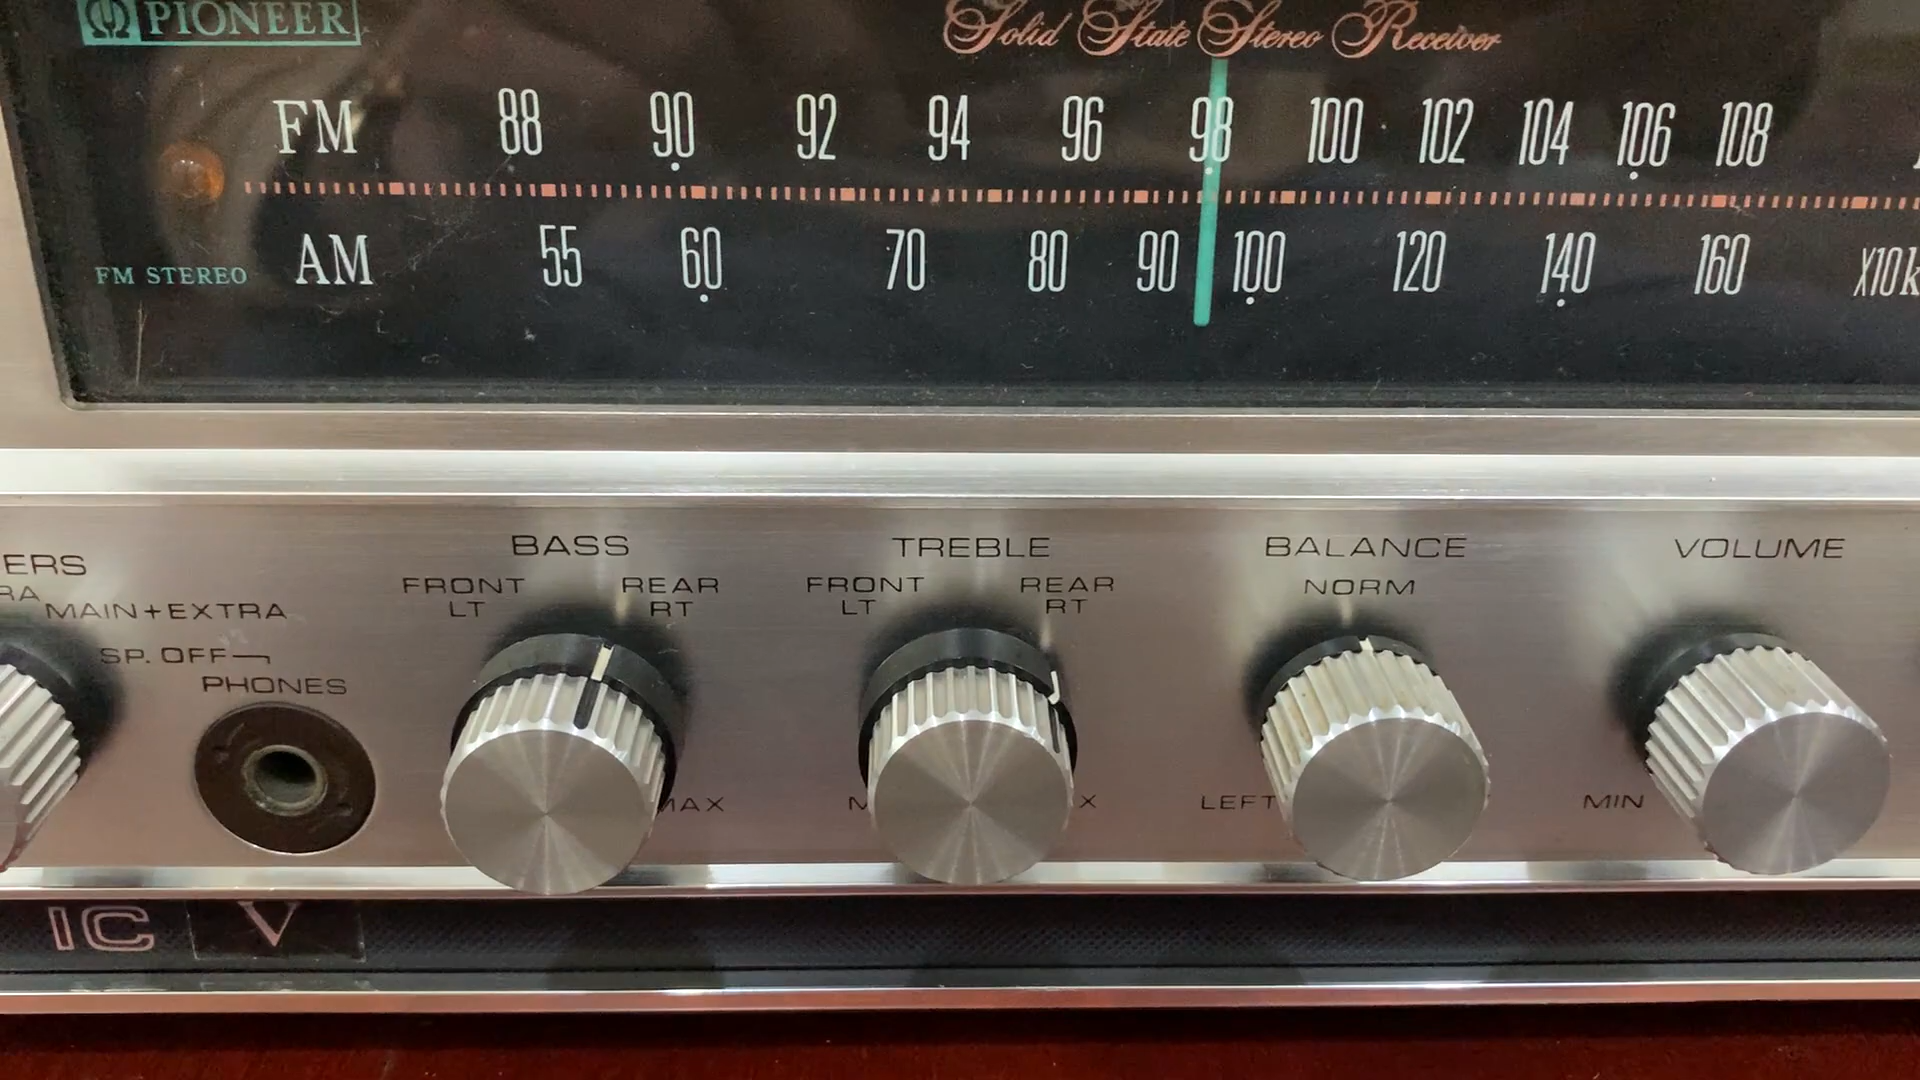 PIONEER
Solid State Stereo Receiver
FM 88 90 92 94 96 98 100 102 104 106 108
AM 55 60 70 80 90 100 120 140 160 X10k
FM STEREO
BASS TREBLE BALANCE VOLUME
ERS
FRONT LT REAR RT FRONT LT REAR RT NORM
RA
MAIN+EXTRA
SP. OFF
PHONES
MAX LEFT MIN
IC V